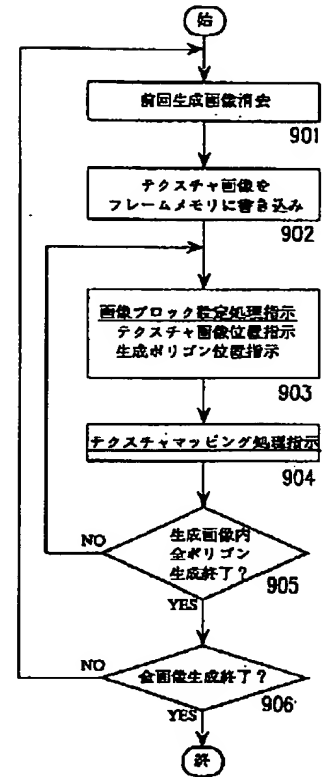 始
前回生成画像消去
901
テクスチャ画像を
フレームメモリに書き込み
902
画像ブロック設定処理指示
テクスチャ画像位置指示
生成ポリゴン位置指示
903
テクスチャマッピング処理指示
904
生成画像内
全ポリゴン
生成終了？
905
NO
YES
全画像生成終了？
906
NO
YES
終